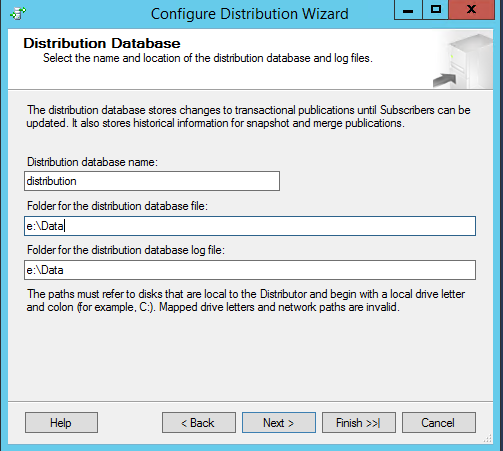 Configure Distribution Wizard
Distribution Database
Select the name and location of the distribution database and log files.
The distribution database stores changes to transactional publications until Subscribers can be
updated. It also stores historical information for snapshot and merge publications.
Distribution database name:
distribution
Folder for the distribution database file:
e:\Data
Folder for the distribution database log file:
e:\Data
The paths must refer to disks that are local to the Distributor and begin with a local drive letter
and colon (for example, C:). Mapped drive letters and network paths are invalid.
Help
< Back
Next >
Finish >>|
Cancel